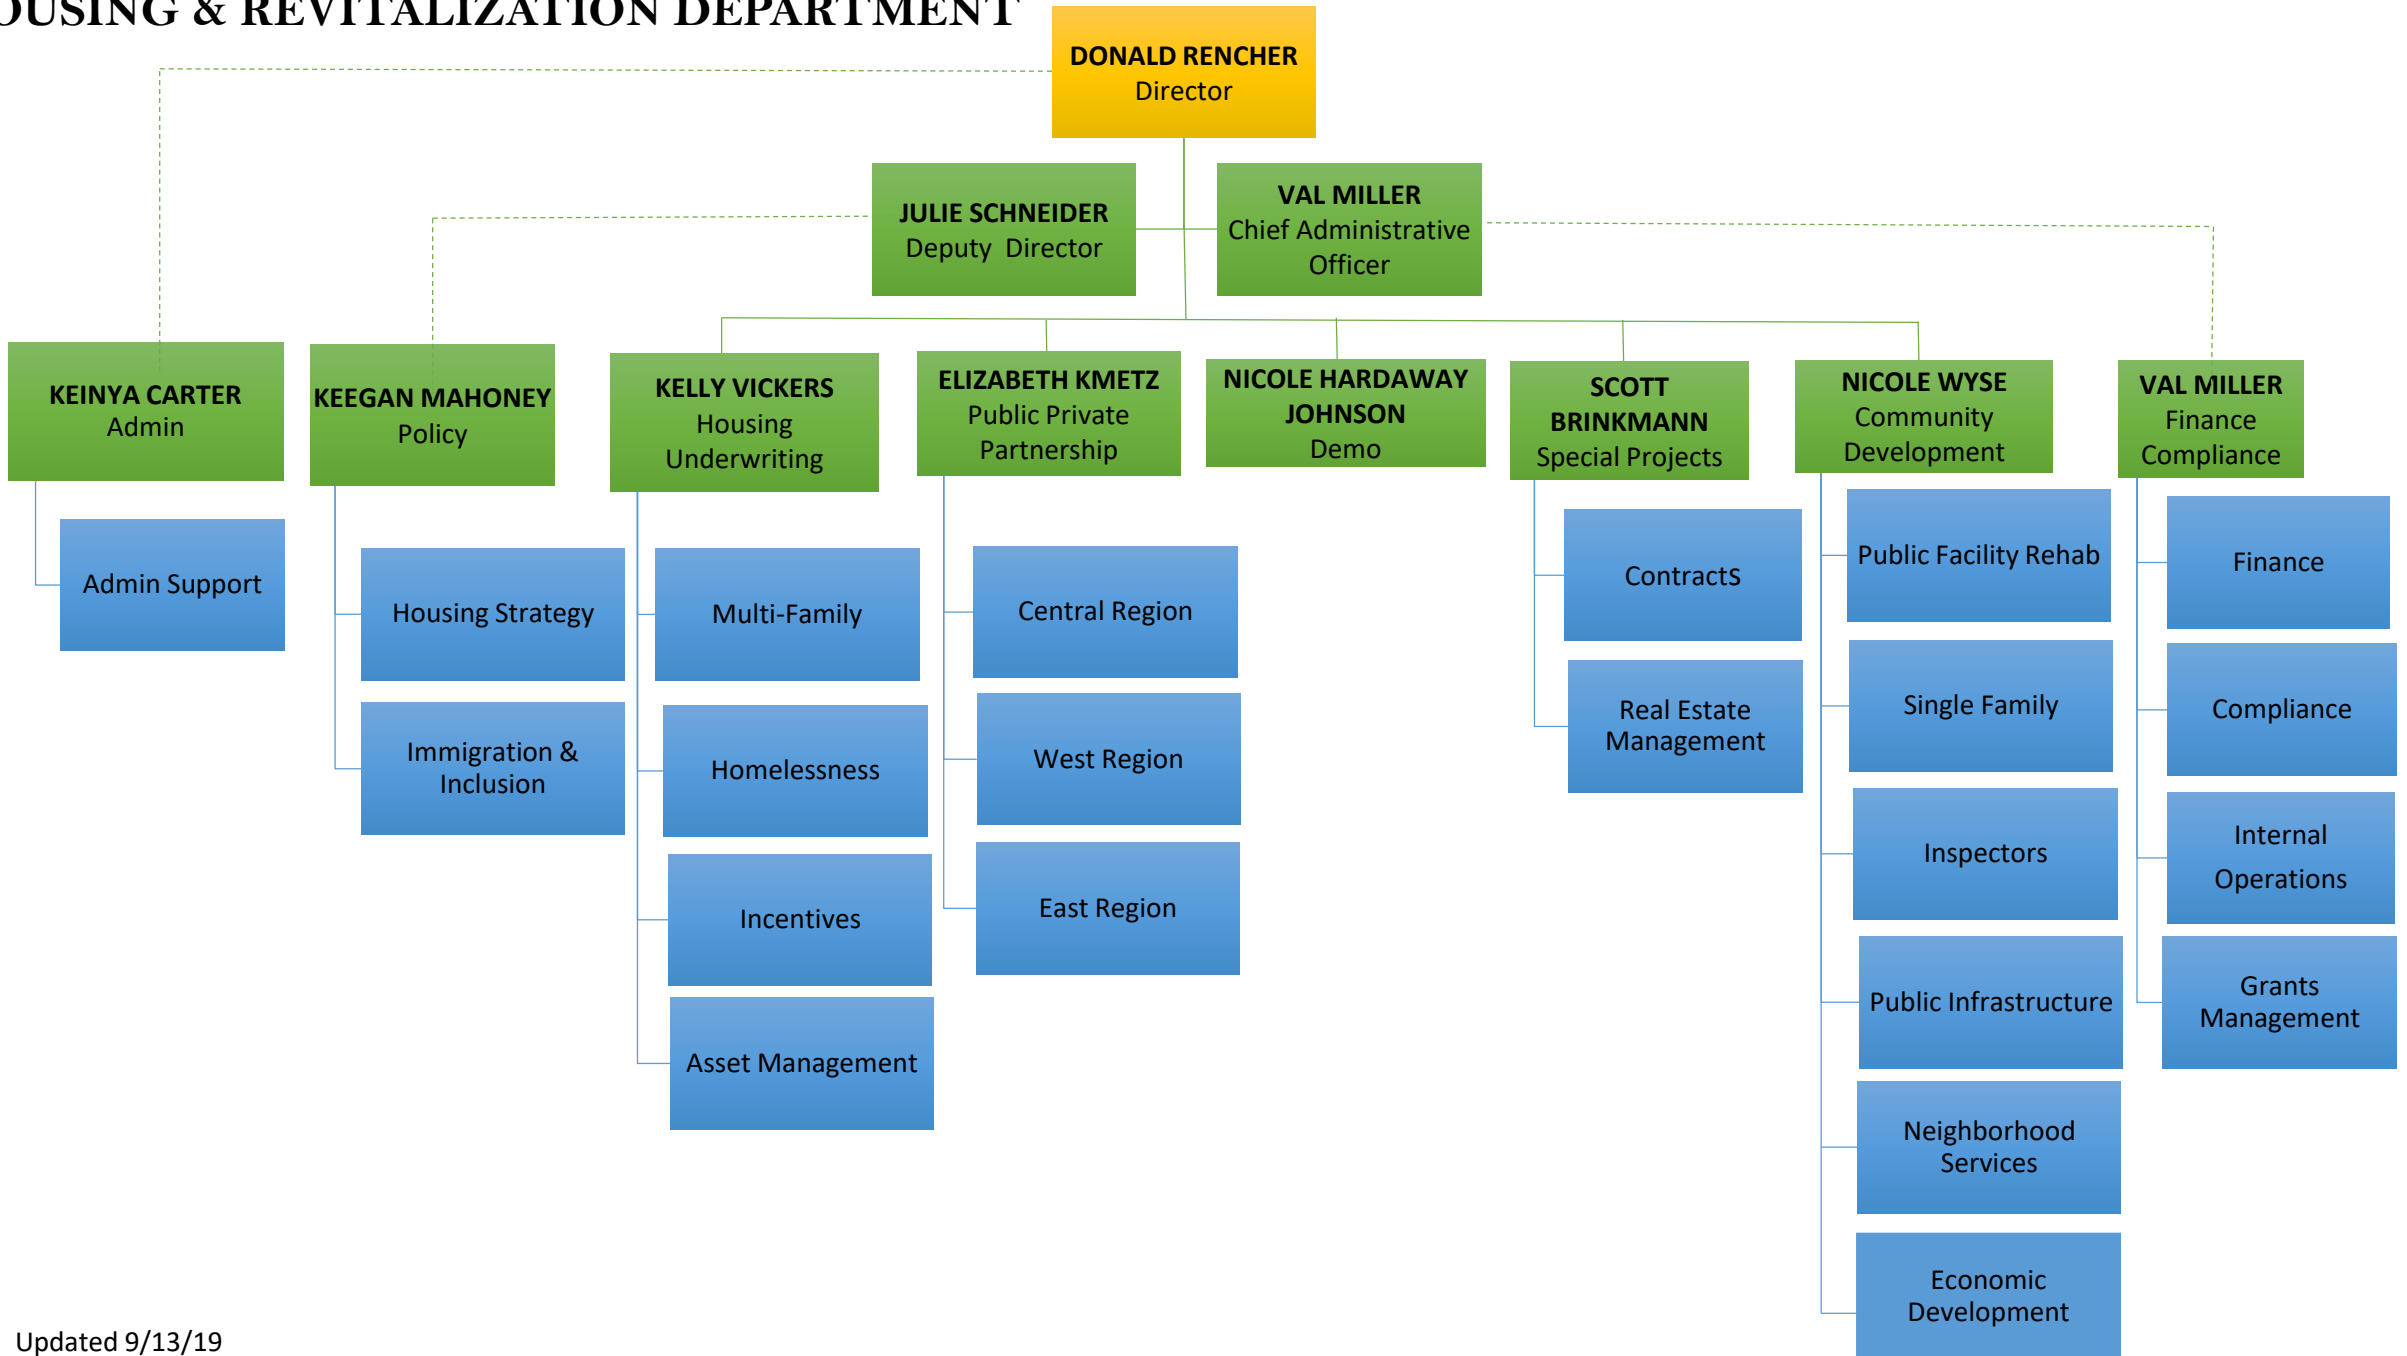 OUSING & REVITALIZATION DEPARTMENT
DONALD RENCHER
Director
JULIE SCHNEIDER
Deputy Director
VAL MILLER
Chief Administrative
Officer
KEINYA CARTER
Admin
Admin Support
KEEGAN MAHONEY
Policy
Housing Strategy
Immigration &
Inclusion
KELLY VICKERS
Housing
Underwriting
Multi-Family
Homelessness
Incentives
Asset Management
ELIZABETH KMETZ
Public Private
Partnership
Central Region
West Region
East Region
NICOLE HARDAWAY
JOHNSON
Demo
SCOTT
BRINKMANN
Special Projects
Contracts
Real Estate
Management
NICOLE WYSE
Community
Development
Public Facility Rehab
Single Family
Inspectors
Public Infrastructure
Neighborhood
Services
Economic
Development
VAL MILLER
Finance
Compliance
Finance
Compliance
Internal
Operations
Grants
Management
Updated 9/13/19